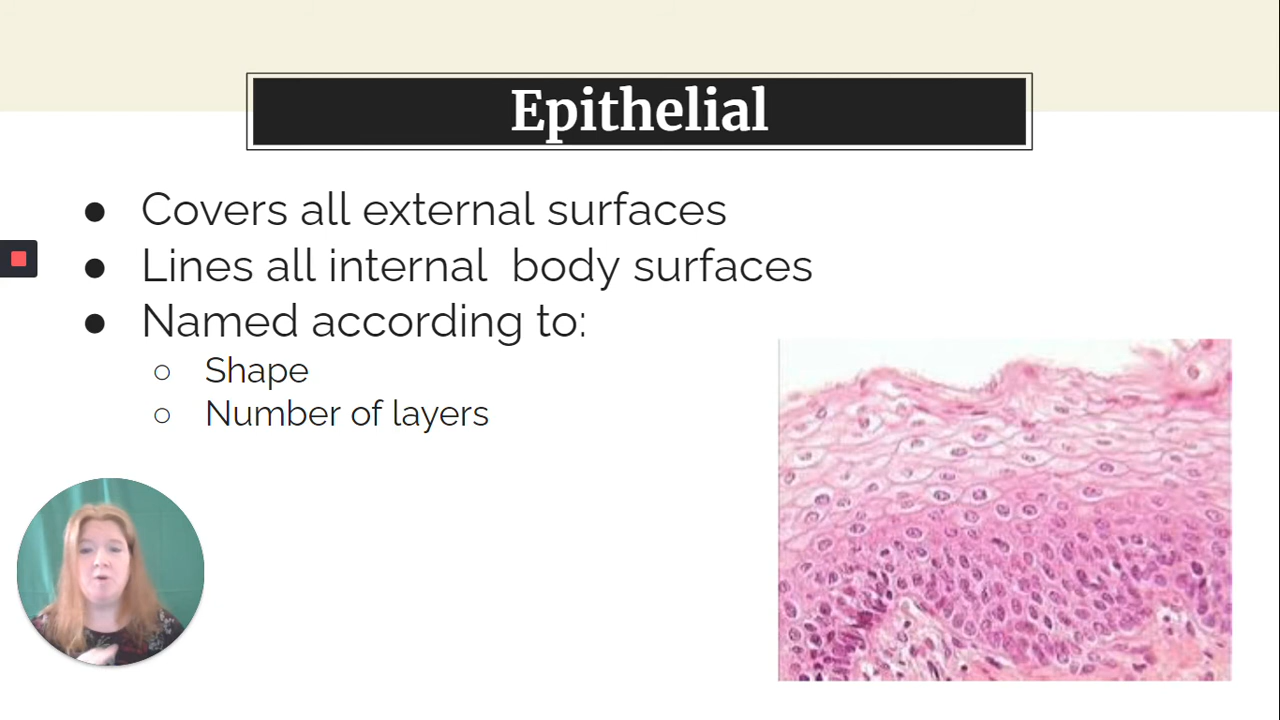 Epithelial
● Covers all external surfaces
● Lines all internal  body surfaces
● Named according to:
○ Shape
○ Number of layers